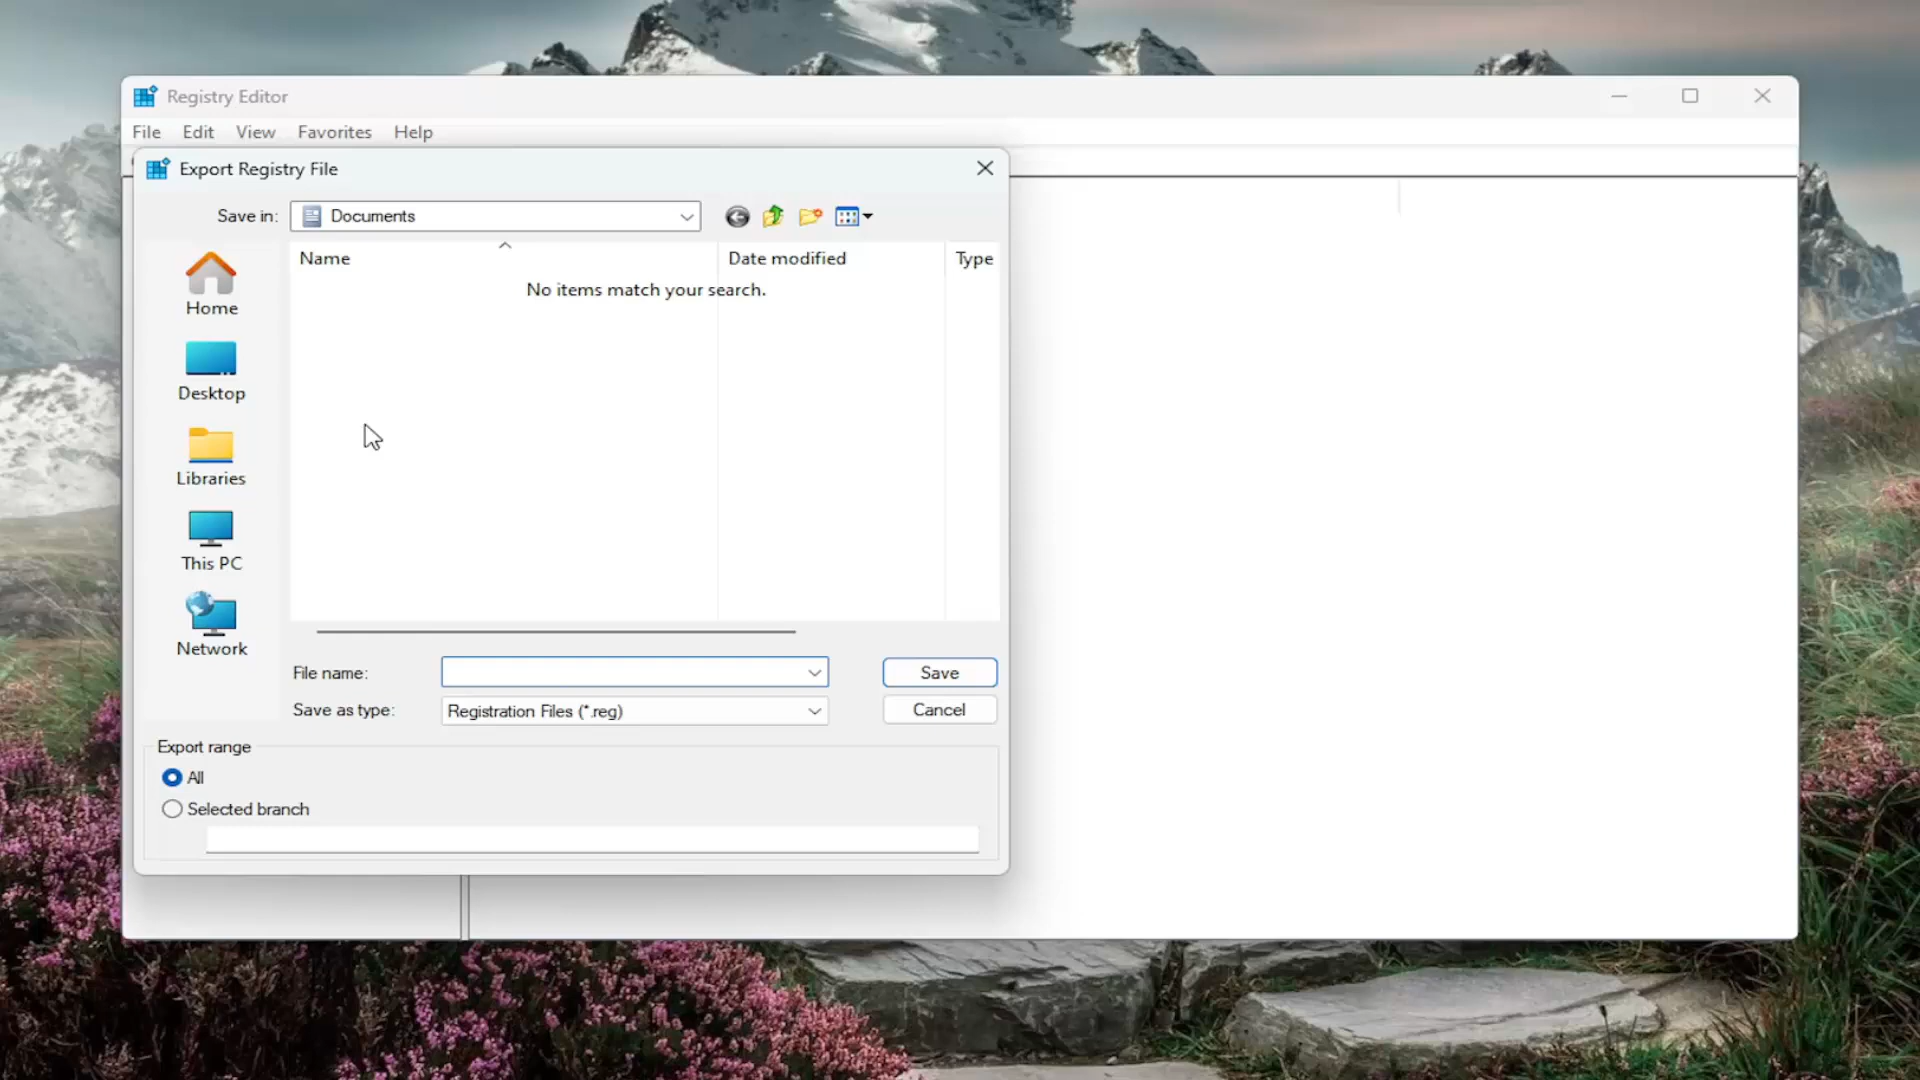 Registry Editor
File Edit View Favorites Help
Export Registry File
Save in: Documents
Name Date modified Type
No items match your search.
Home
Desktop
Libraries
This PC
Network
File name: Save
Save as type: Registration Files (*.reg) Cancel
Export range
All
Selected branch